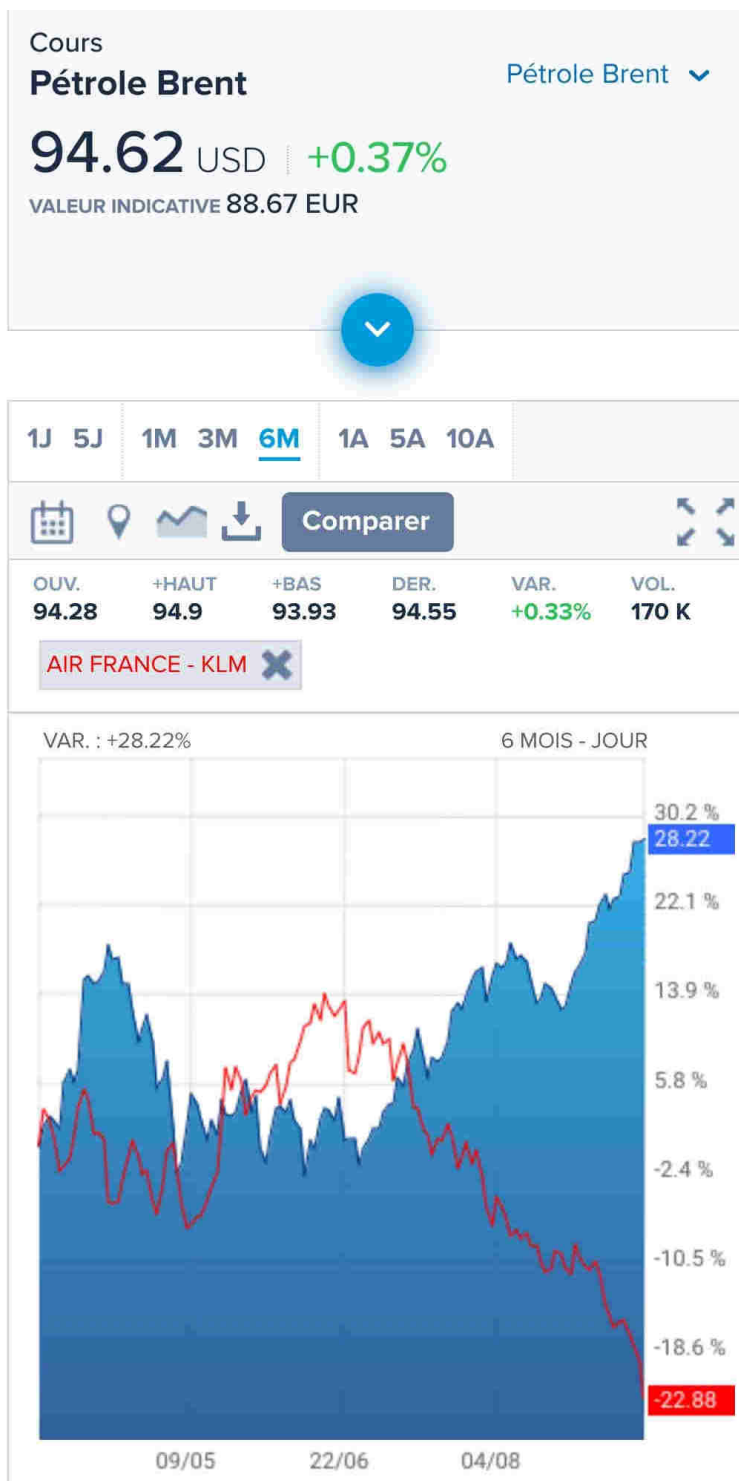 Cours
Pétrole Brent
Pétrole Brent
94.62 USD +0.37%
VALEUR INDICATIVE 88.67 EUR
1J 5J 1M 3M 6M 1A 5A 10A
Comparer
OUV. +HAUT +BAS DER. VAR. VOL.
94.28 94.9 93.93 94.55 +0.33% 170 K
AIR FRANCE - KLM
VAR. : +28.22% 6 MOIS - JOUR
30.2 %
28.22
22.1 %
13.9 %
5.8 %
-2.4 %
-10.5 %
-18.6 %
-22.88
09/05 22/06 04/08